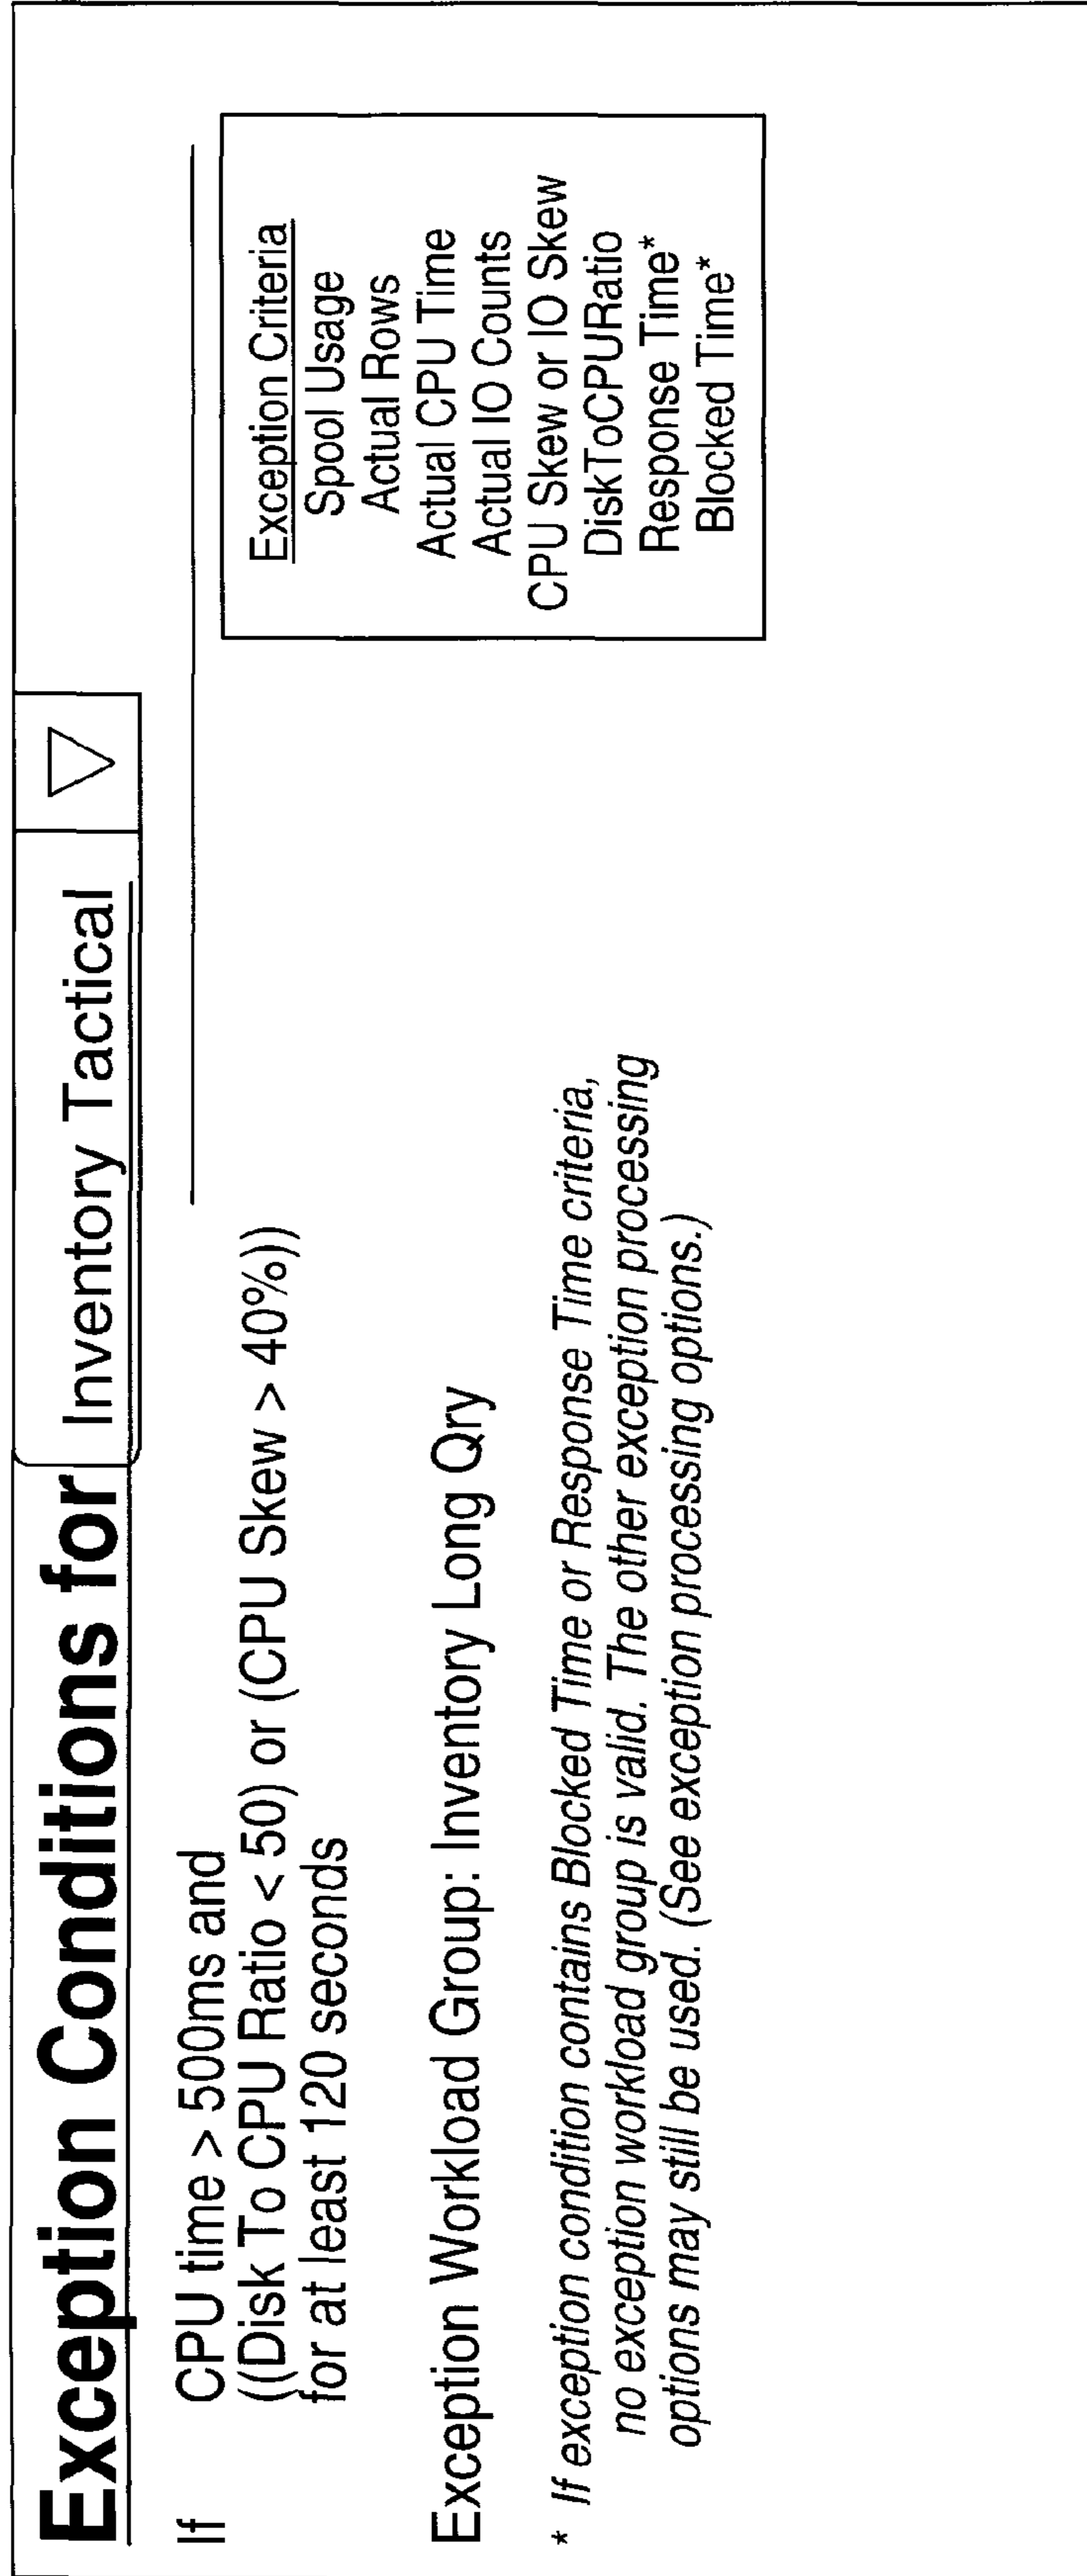 Exception Conditions for Inventory Tactical
If CPU time > 500ms and
((Disk To CPU Ratio < 50) or (CPU Skew > 40%))
for at least 120 seconds
Exception Criteria
Spool Usage
Actual Rows
Actual CPU Time
Actual IO Counts
CPU Skew or IO Skew
DiskToCPURatio
Response Time*
Blocked Time*
Exception Workload Group: Inventory Long Qry
* If exception condition contains Blocked Time or Response Time criteria,
no exception workload group is valid. The other exception processing
options may still be used. (See exception processing options.)